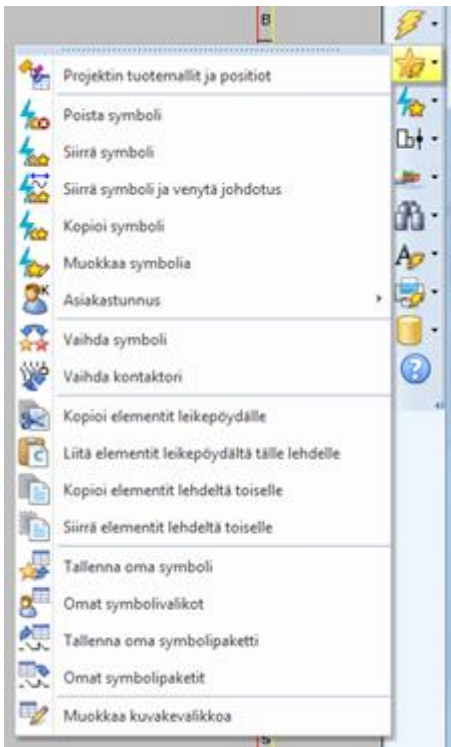 B
Projektin tuotemallit ja positiot
Poista symboli
Siirrä symboli
Siirrä symboli ja venytä johdotus
Kopioi symboli
Muokkaa symbolia
Asiakastunnus
Vaihda symboli
Vaihda kontaktori
Kopioi elementit leikepöydälle
Liitä elementit leikepöydältä tälle lehdelle
Kopioi elementit lehdeltä toiselle
Siirrä elementit lehdeltä toiselle
Tallenna oma symboli
Omat symbolivalikot
Tallenna oma symbolipaketti
Omat symbolipaketit
Muokkaa kuvakevalikkoa